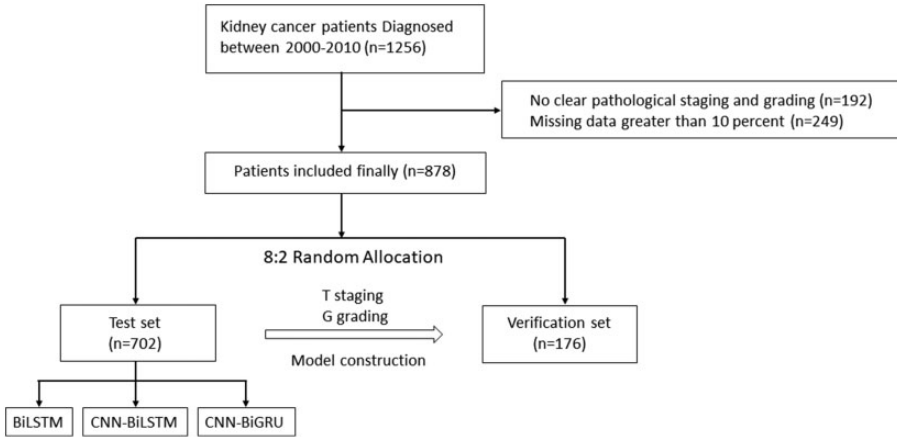 Kidney cancer patients Diagnosed
between 2000-2010 (n=1256)
No clear pathological staging and grading (n=192)
Missing data greater than 10 percent (n=249)
Patients included finally (n=878)
8:2 Random Allocation
T staging
G grading
Model construction
Test set
(n=702)
Verification set
(n=176)
BiLSTM
CNN-BiLSTM
CNN-BiGRU